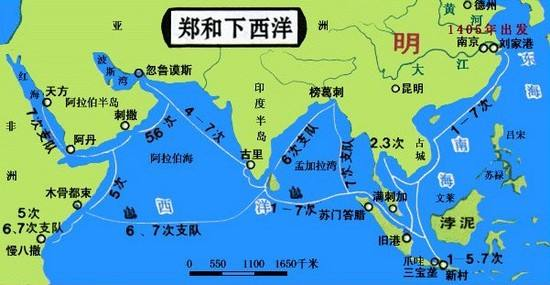 郑和下西洋
亚
洲
德州
黄
河
1405年出发
明
南京
刘家港
大
江
东
海
昆明
波斯湾
忽鲁谟斯
红
海
天方
阿拉伯半岛
刺撒
7次支队
阿丹
非
洲
56次
4—7次
印度半岛
榜葛刺
阿拉伯海
古里
6次支队
孟加拉湾
7次支队
2.3次
占城
南
海
1—7次
吕宋
苏禄
木骨都束
5次
西
洋
1—7次
苏门答腊
满刺加
文莱
浡泥
5次
6.7次支队
慢八撒
6、7次支队
旧港
爪哇
三宝垄
新村
1—5.7次
0 550 1100 1650千米